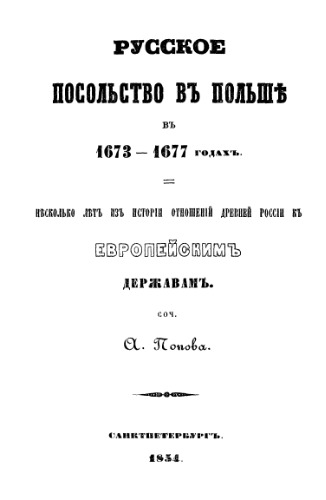 РУССКОЕ
ПОСОЛЬСТВО ВЪ ПОЛЬШѢ
ВЪ
1673 — 1677 ГОДАХЪ.
НѢСКОЛЬКО ЛѢТЪ ИЗЪ ИСТОРІИ ОТНОШЕНІЙ ДРЕВНЕЙ РОССІИ КЪ
ЕВРОПЕЙСКИМЪ
ДЕРЖАВАМЪ.
СОЧ.
А. Попова.
САНКТПЕТЕРБУРГЪ.
1854.